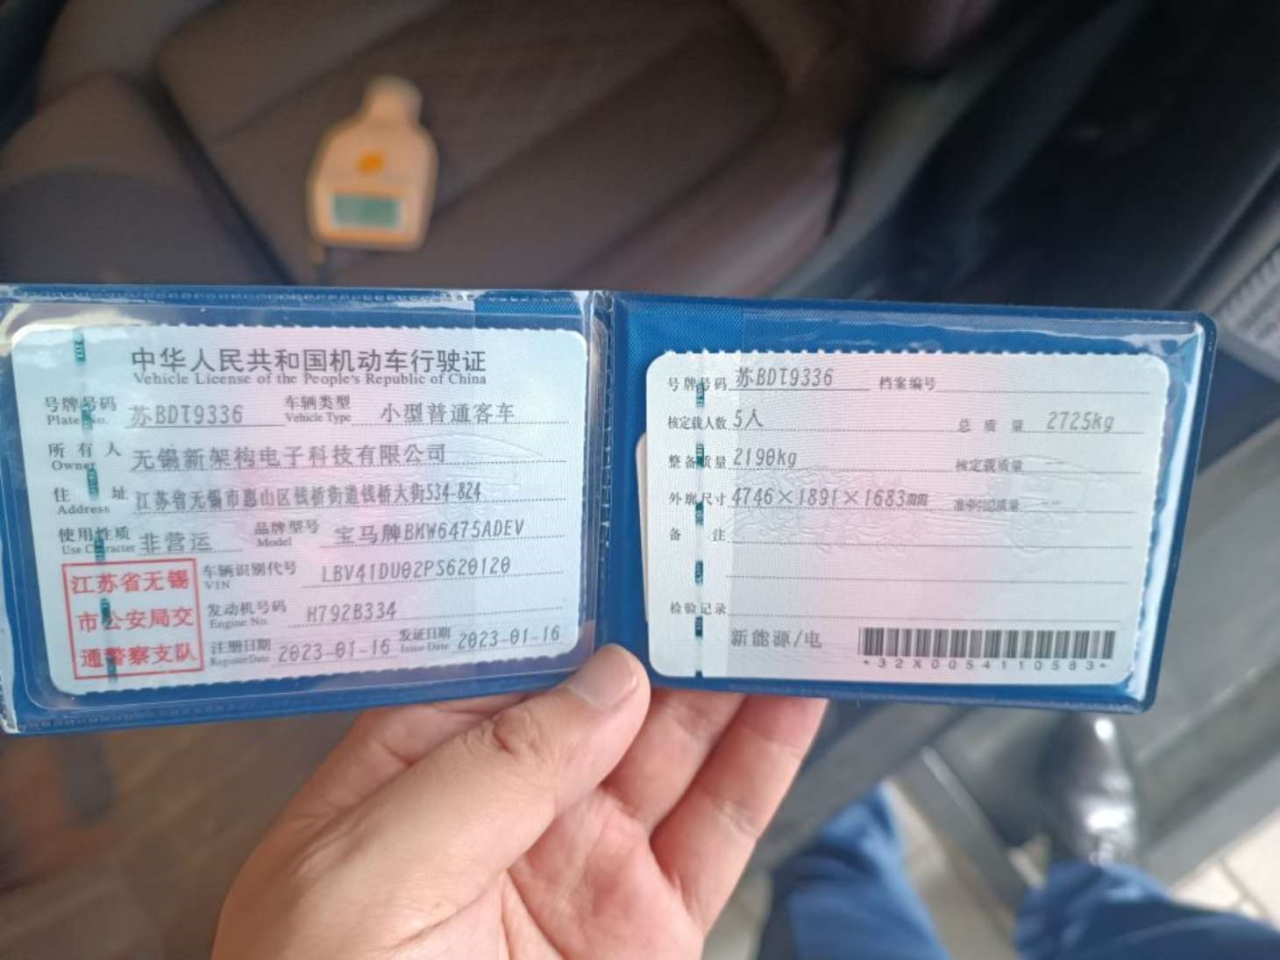 中华人民共和国机动车行驶证
Vehicle License of the People's Republic of China
号牌号码 苏BDT9336 车辆类型 小型普通客车
Plate No. Vehicle Type
所有人 无锡新架构电子科技有限公司
Owner
住址 江苏省无锡市惠山区钱桥街道钱桥大街534-824
Address
使用性质 非营运 品牌型号 宝马牌BMW6475ADEV
Use Character Model
江苏省无锡
市公安局交
通警察支队
车辆识别代号 LBV41DU02PS620120
VIN
发动机号码 H792B334
Engine No.
注册日期 2023-01-16 发证日期 2023-01-16
Register Date Issue Date
号牌号码 苏BDT9336 档案编号
核定载人数 5人 总质量 2725kg
整备质量 2190kg 核定载质量 --
外廓尺寸 4746×1891×1683mm 准牵引总质量 --
备注
检验记录
新能源/电
*32X0054110583*